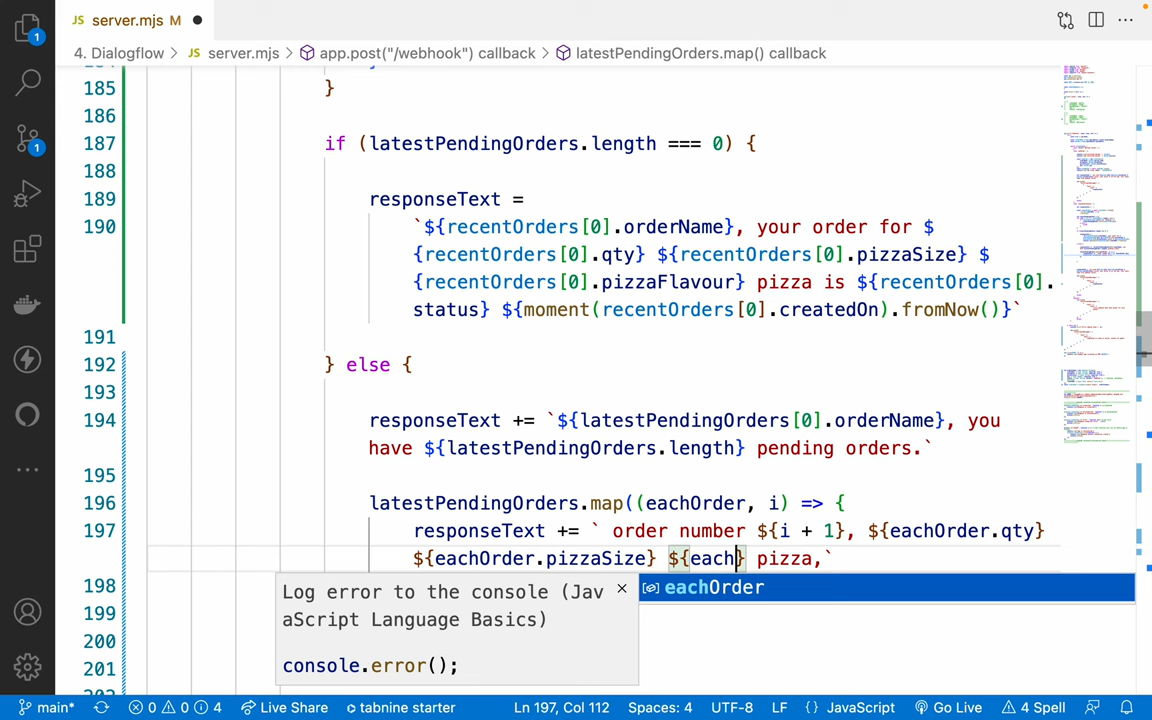 JS server.mjs M ●
4. Dialogflow > JS server.mjs > app.post("/webhook") callback > latestPendingOrders.map() callback
185 }
186
187 if (latestPendingOrders.length === 0) {
188
189 responseText =
190 `${recentOrders[0].orderName}, your order for $
{recentOrders[0].qty} ${recentOrders[0].pizzaSize} $
{recentOrders[0].pizzaFlavour} pizza is ${recentOrders[0].
status} ${moment(recentOrders[0].createdOn).fromNow()}`
191
192 } else {
193
194 responseText += `${latestPendingOrders[0].orderName}, you
have ${latestPendingOrders.length} pending orders.`
195
196 latestPendingOrders.map((eachOrder, i) => {
197 responseText += ` order number ${i + 1}, ${eachOrder.qty}
${eachOrder.pizzaSize} ${each} pizza,`
198
199
200
201
Log error to the console (Jav
aScript Language Basics)
console.error();
eachOrder
1
1
main* 0 0 4 Live Share tabnine starter Ln 197, Col 112 Spaces: 4 UTF-8 LF {} JavaScript Go Live 4 Spell